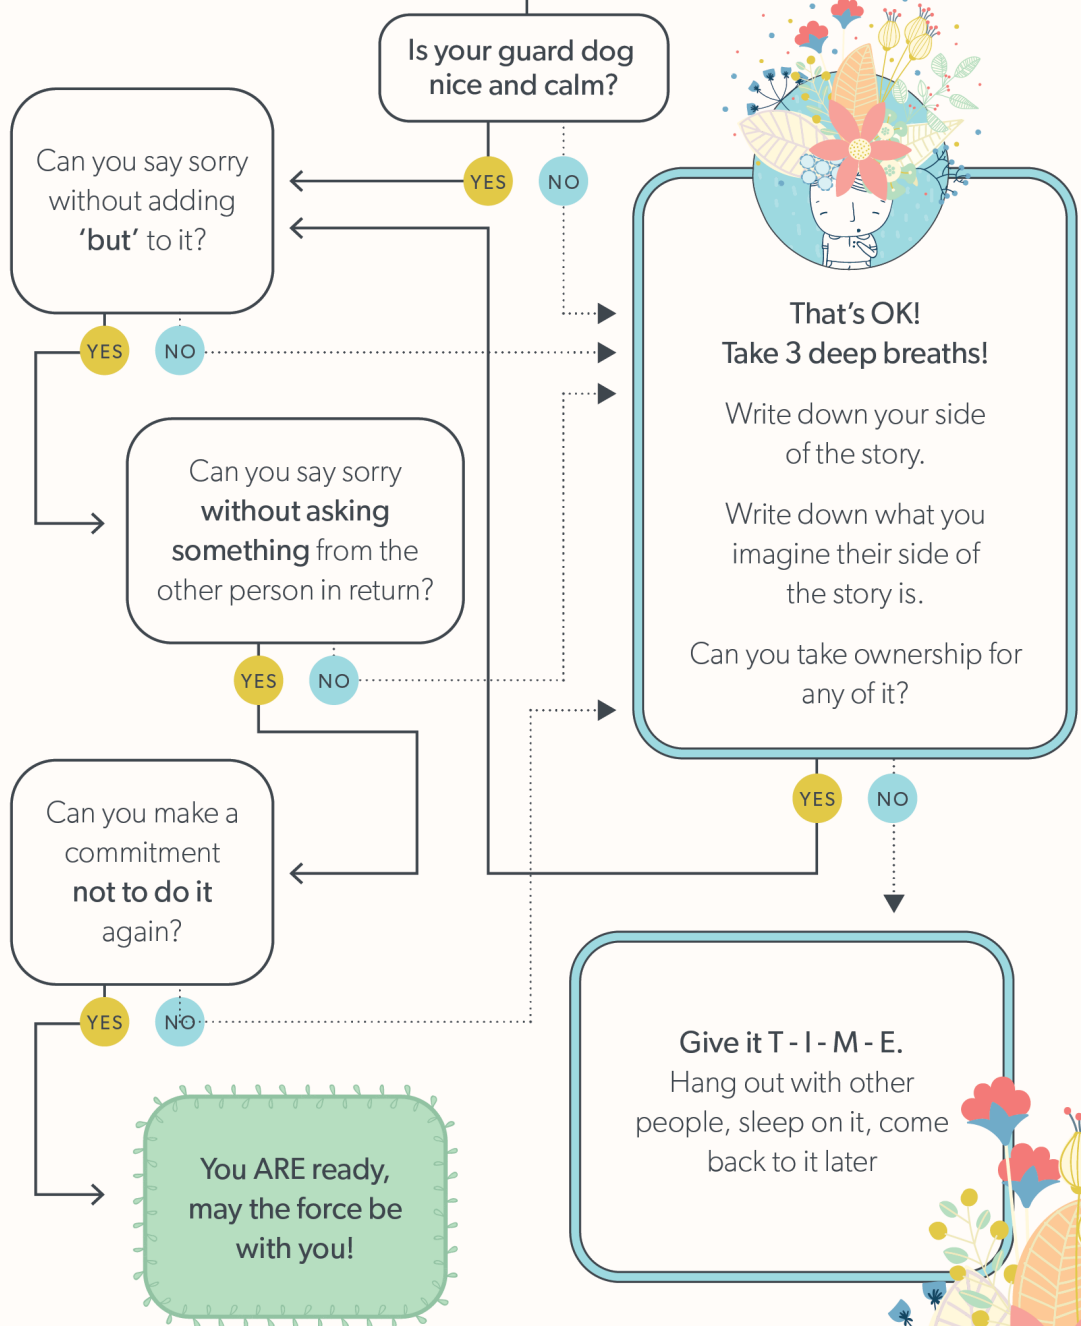 Is your guard dog
nice and calm?
YES
NO
Can you say sorry
without adding
‘but’ to it?
YES
NO
That’s OK!
Take 3 deep breaths!
Write down your side
of the story.
Write down what you
imagine their side of
the story is.
Can you take ownership for
any of it?
YES
NO
Can you say sorry
without asking
something from the
other person in return?
YES
NO
Can you make a
commitment
not to do it
again?
YES
NO
Give it T - I - M - E.
Hang out with other
people, sleep on it, come
back to it later
You ARE ready,
may the force be
with you!